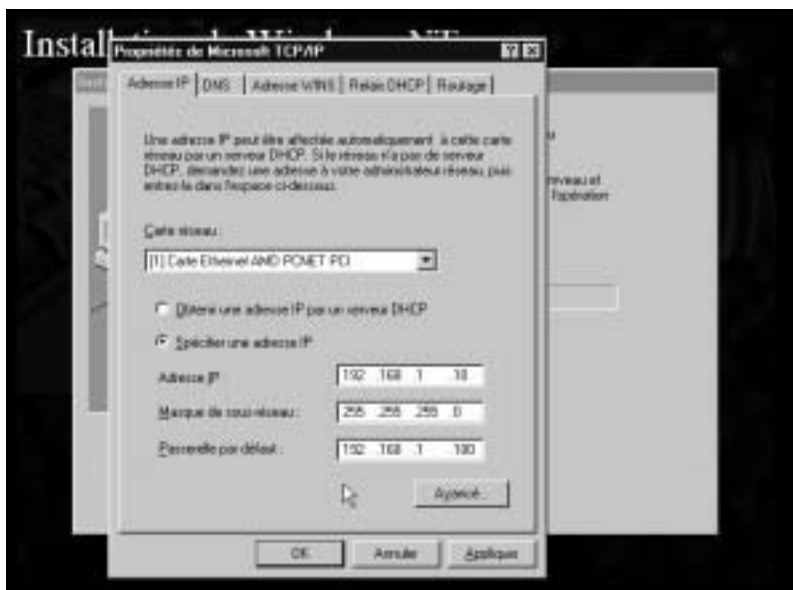 Install
Propriétés de Microsoft TCP/IP
Adresse IP DNS Adresse WINS Relais DHCP Routage
Une adresse IP peut être affectée automatiquement à cette carte
réseau par un serveur DHCP. Si le réseau n'a pas de serveur
DHCP, demandez une adresse à votre administrateur réseau, puis
entrez-la dans l'espace ci-dessous.
niveau et
l'opération
Carte réseau :
[1] Carte Ethernet AMD PCNET PCI
Obtenir une adresse IP par un serveur DHCP
Spécifier une adresse IP
Adresse IP :
192 .168 .1 .10
Masque de sous-réseau :
255 .255 .255 .0
Passerelle par défaut :
192 .168 .1 .100
Avancé...
OK Annuler Appliquer